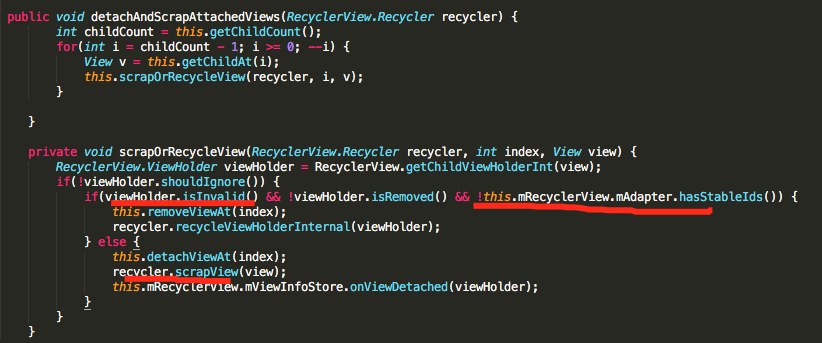 public void detachAndScrapAttachedViews(RecyclerView.Recycler recycler) {
int childCount = this.getChildCount();
for(int i = childCount - 1; i >= 0; --i) {
View v = this.getChildAt(i);
this.scrapOrRecycleView(recycler, i, v);
}
}
private void scrapOrRecycleView(RecyclerView.Recycler recycler, int index, View view) {
RecyclerView.ViewHolder viewHolder = RecyclerView.getChildViewHolderInt(view);
if(!viewHolder.shouldIgnore()) {
if(viewHolder.isInvalid() && !viewHolder.isRemoved() && !this.mRecyclerView.mAdapter.hasStableIds()) {
this.removeViewAt(index);
recycler.recycleViewHolderInternal(viewHolder);
} else {
this.detachViewAt(index);
recycler.scrapView(view);
this.mRecyclerView.mViewInfoStore.onViewDetached(viewHolder);
}
}
}